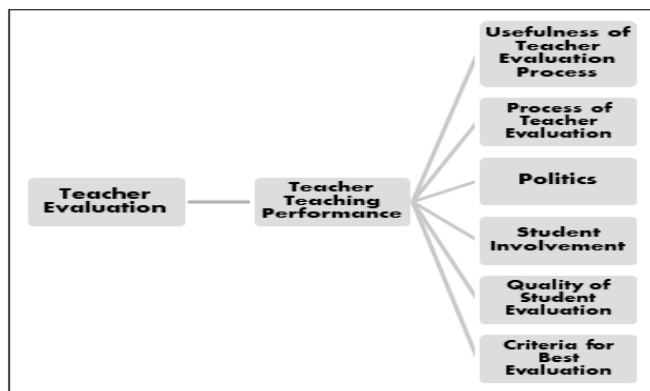 Teacher
Evaluation
Teacher
Teaching
Performance
Usefulness of
Teacher
Evaluation
Process
Process of
Teacher
Evaluation
Politics
Student
Involvement
Quality of
Student
Evaluation
Criteria for
Best
Evaluation